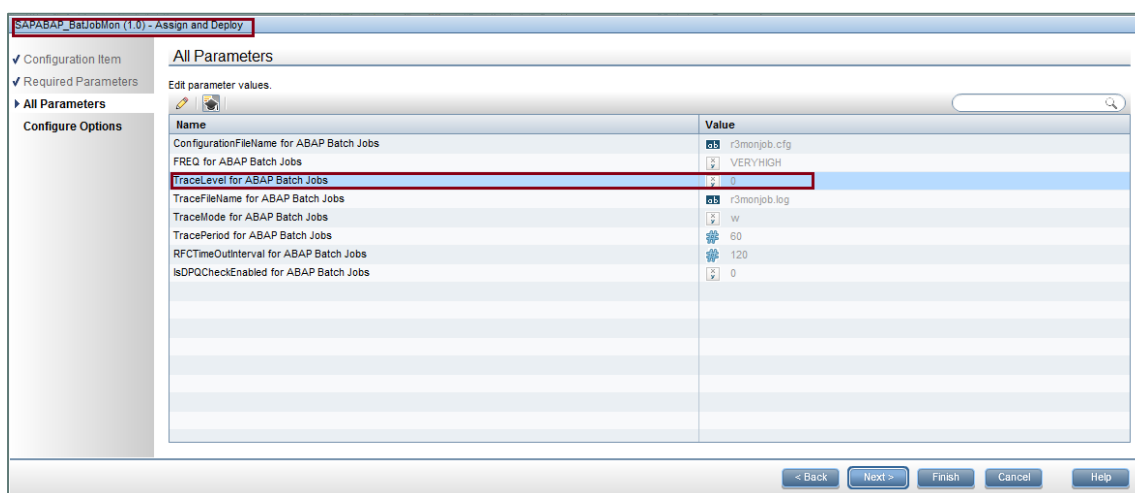 SAPABAP_BatJobMon (1.0) - Assign and Deploy
Configuration Item
Required Parameters
All Parameters
Configure Options
All Parameters
Edit parameter values.
Name Value
ConfigurationFileName for ABAP Batch Jobs ab r3monjob.cfg
FREQ for ABAP Batch Jobs VERYHIGH
TraceLevel for ABAP Batch Jobs 0
TraceFileName for ABAP Batch Jobs ab r3monjob.log
TraceMode for ABAP Batch Jobs w
TracePeriod for ABAP Batch Jobs # 60
RFCTimeOutInterval for ABAP Batch Jobs # 120
IsDPQCheckEnabled for ABAP Batch Jobs 0
< Back Next > Finish Cancel Help